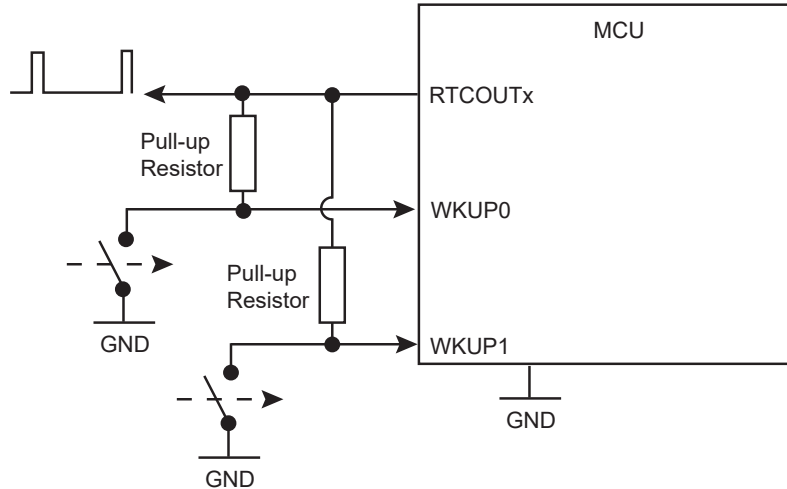 MCU
RTCOUTx
Pull-up
Resistor
WKUP0
Pull-up
Resistor
GND
WKUP1
GND
GND